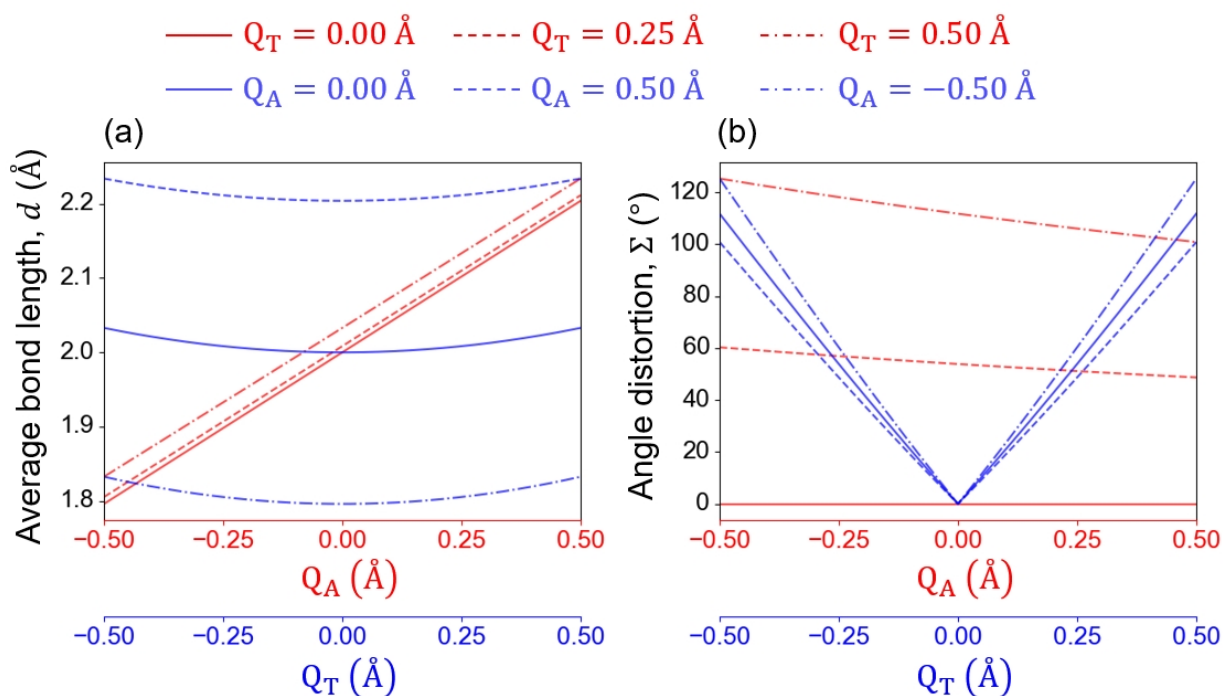 Q_T = 0.00 Å Q_T = 0.25 Å Q_T = 0.50 Å
Q_A = 0.00 Å Q_A = 0.50 Å Q_A = −0.50 Å
(a)
Average bond length, d (Å)
2.2
2.1
2.0
1.9
1.8
−0.50 −0.25 0.00 0.25 0.50
Q_A (Å)
−0.50 −0.25 0.00 0.25 0.50
Q_T (Å)
(b)
Angle distortion, Σ (°)
120
100
80
60
40
20
0
−0.50 −0.25 0.00 0.25 0.50
Q_A (Å)
−0.50 −0.25 0.00 0.25 0.50
Q_T (Å)